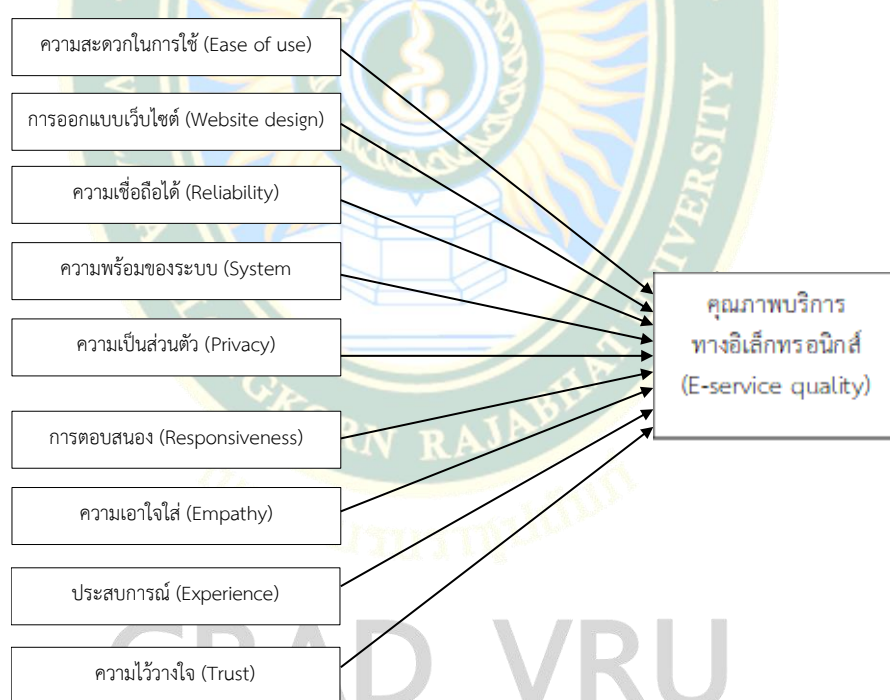 ความสะดวกในการใช้ (Ease of use)
การออกแบบเว็บไซต์ (Website design)
ความเชื่อถือได้ (Reliability)
ความพร้อมของระบบ (System
ความเป็นส่วนตัว (Privacy)
การตอบสนอง (Responsiveness)
ความเอาใจใส่ (Empathy)
ประสบการณ์ (Experience)
ความไว้วางใจ (Trust)
คุณภาพบริการ
ทางอิเล็กทรอนิกส์
(E-service quality)
RAJABHAT UNIVERSITY
GRAD VRU